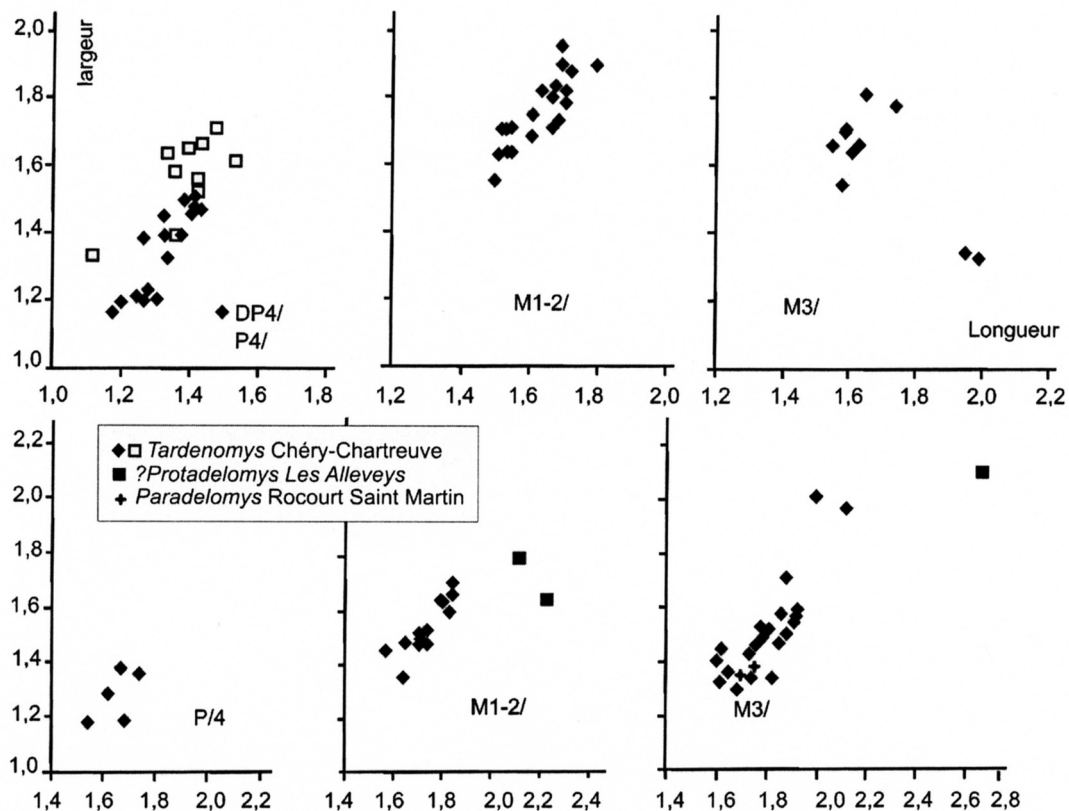 2,0
1,8
1,6
1,4
1,2
1,0
largeur
DP4/
P4/
1,0 1,2 1,4 1,6 1,8
M1-2/
1,2 1,4 1,6 1,8 2,0
M3/
Longueur
1,2 1,4 1,6 1,8 2,0 2,2
2,2
2,0
1,8
1,6
1,4
1,2
1,0
Tardenomys Chéry-Chartreuve
?Protadelomys Les Alleveys
Paradelomys Rocourt Saint Martin
P/4
1,4 1,6 1,8 2,0 2,2
M1-2/
1,4 1,6 1,8 2,0 2,2 2,4
M3/
1,4 1,6 1,8 2,0 2,2 2,4 2,6 2,8